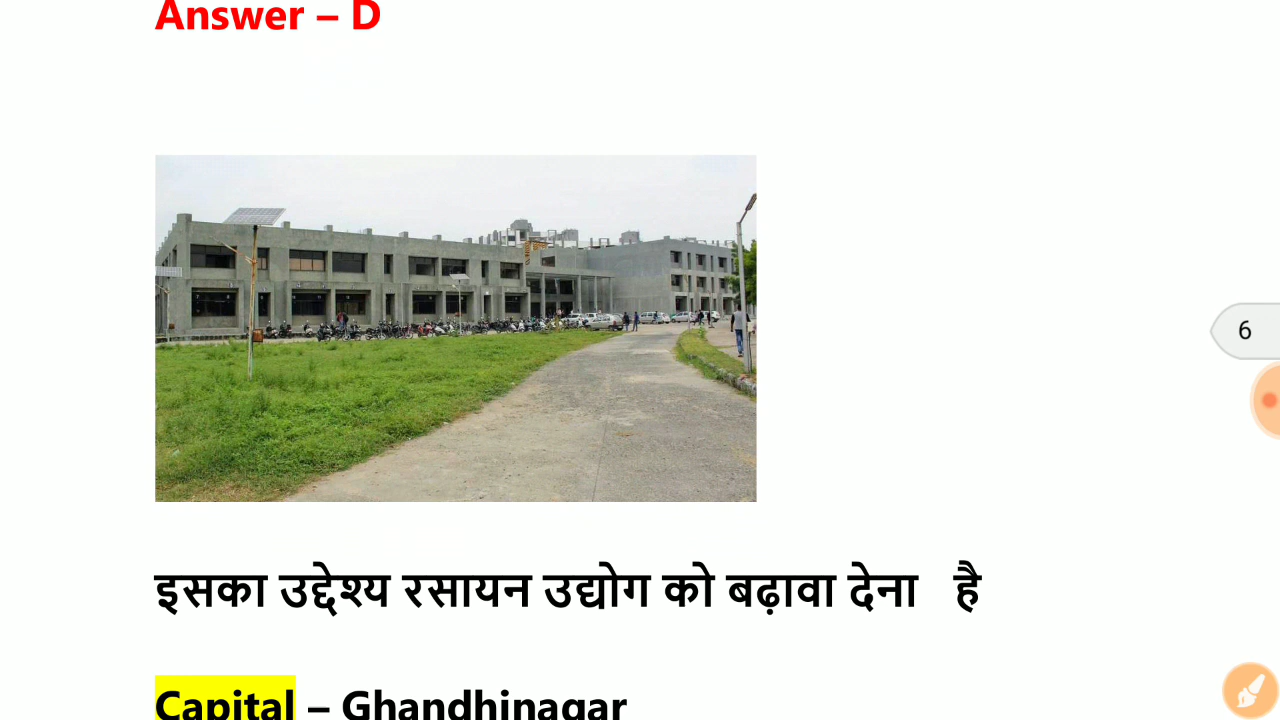 Answer – D
6
इसका उद्देश्य रसायन उद्योग को बढ़ावा देना है
Capital – Ghandhinagar